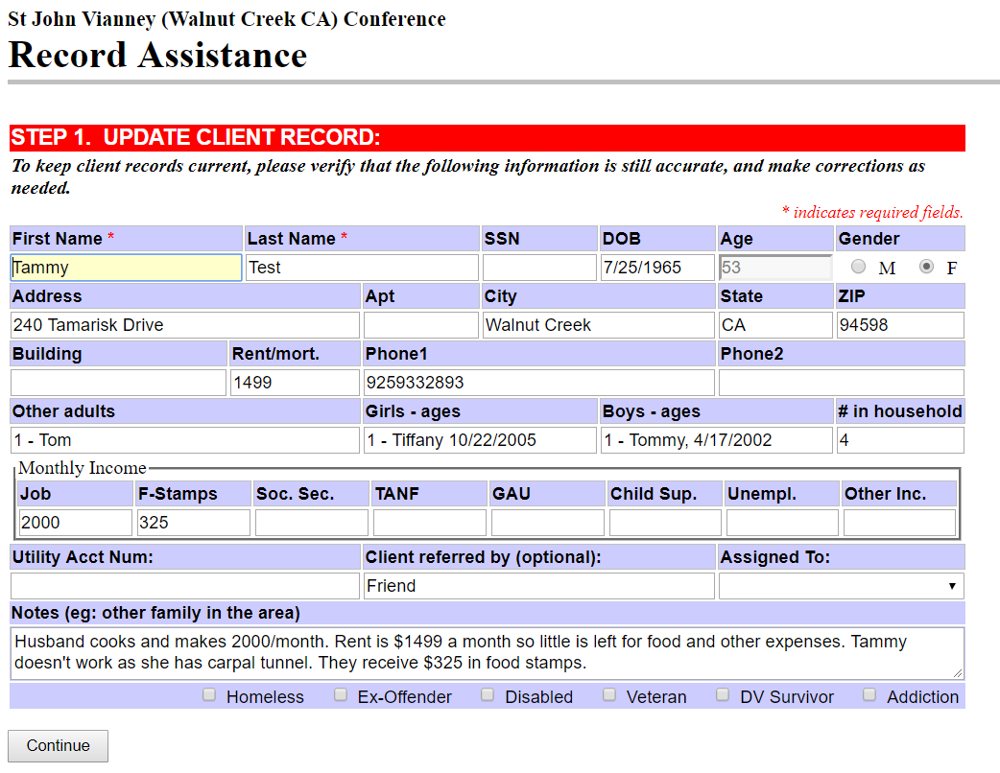 St John Vianney (Walnut Creek CA) Conference
Record Assistance
STEP 1. UPDATE CLIENT RECORD:
To keep client records current, please verify that the following information is still accurate, and make corrections as
needed.
* indicates required fields.
First Name * Last Name * SSN DOB Age Gender
Tammy Test 7/25/1965 53 M F
Address Apt City State ZIP
240 Tamarisk Drive Walnut Creek CA 94598
Building Rent/mort. Phone1 Phone2
1499 9259332893
Other adults Girls - ages Boys - ages # in household
1 - Tom 1 - Tiffany 10/22/2005 1 - Tommy, 4/17/2002 4
Monthly Income
Job F-Stamps Soc. Sec. TANF GAU Child Sup. Unempl. Other Inc.
2000 325
Utility Acct Num: Client referred by (optional): Assigned To:
Friend
Notes (eg: other family in the area)
Husband cooks and makes 2000/month. Rent is $1499 a month so little is left for food and other expenses. Tammy
doesn't work as she has carpal tunnel. They receive $325 in food stamps.
Homeless Ex-Offender Disabled Veteran DV Survivor Addiction
Continue